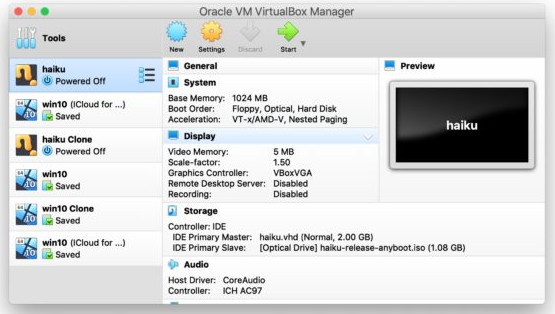 Oracle VM VirtualBox Manager
Tools
New
Settings
Discard
Start
haiku
Powered Off
win10 (ICloud for ...)
Saved
haiku Clone
Powered Off
win10
Saved
win10 Clone
Saved
win10 (ICloud for ...)
Saved
General
System
Base Memory: 1024 MB
Boot Order: Floppy, Optical, Hard Disk
Acceleration: VT-x/AMD-V, Nested Paging
Display
Video Memory: 5 MB
Scale-factor: 1.50
Graphics Controller: VBoxVGA
Remote Desktop Server: Disabled
Recording: Disabled
Storage
Controller: IDE
IDE Primary Master: haiku.vhd (Normal, 2.00 GB)
IDE Primary Slave: [Optical Drive] haiku-release-anyboot.iso (1.08 GB)
Audio
Host Driver: CoreAudio
Controller: ICH AC97
Preview
haiku